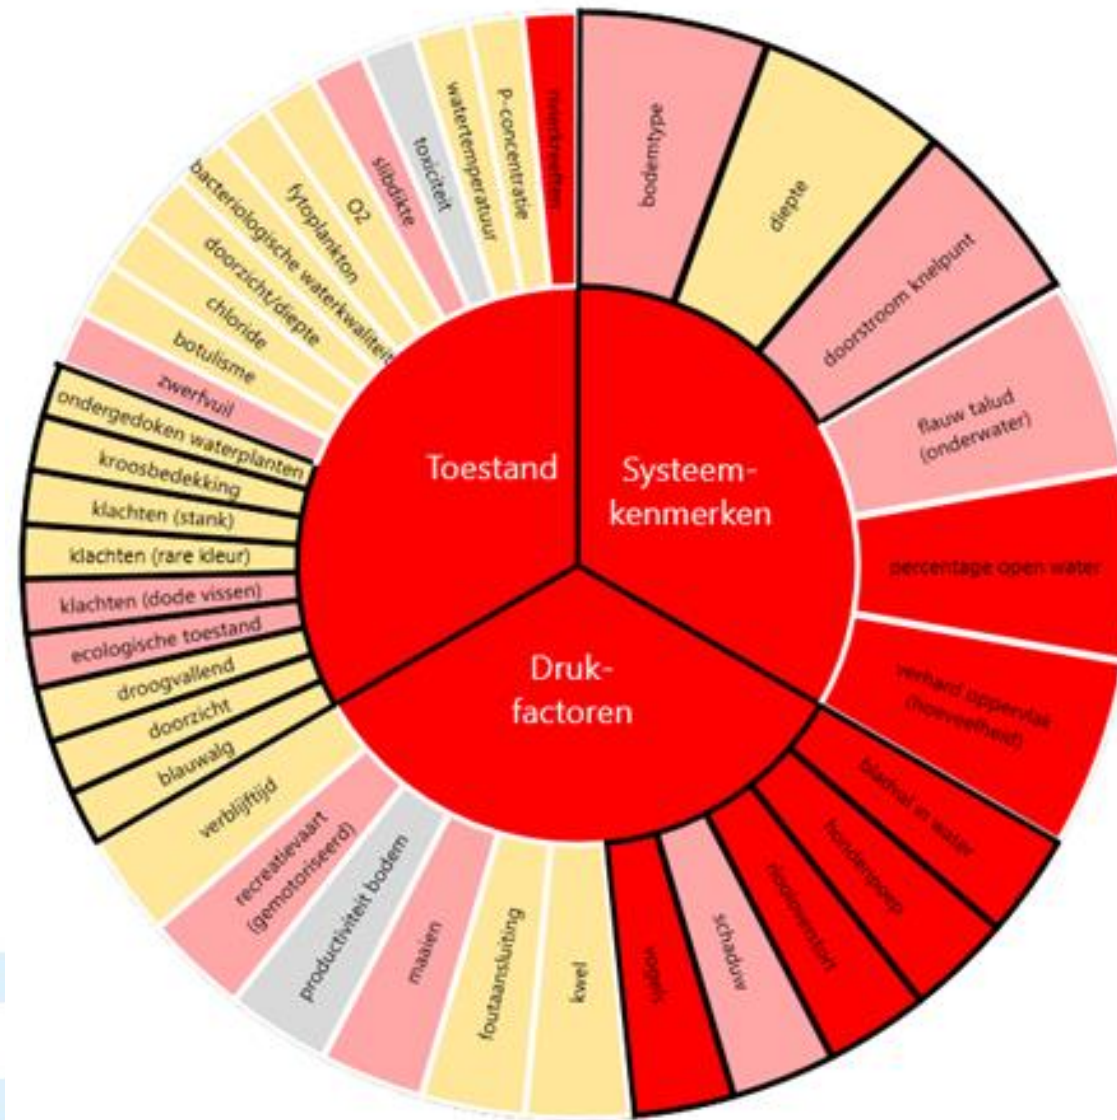 Toestand
Systeem-
kenmerken
Druk-
factoren
bodemtype
diepte
doorstroom knelpunt
flauw talud
(onderwater)
percentage open water
verhard oppervlak
(hoeveelheid)
bladval in water
hondenpoep
riooloverstort
schaduw
vogels
kwel
foutaansluiting
maaien
productiviteit bodem
recreatievaart
(gemotoriseerd)
verblijftijd
blauwalg
doorzicht
droogvallend
ecologische toestand
klachten (dode vissen)
klachten (rare kleur)
klachten (stank)
kroosbedekking
ondergedoken waterplanten
zwerfvuil
botulisme
chloride
doorzicht/diepte
bacteriologische waterkwaliteit
fytoplankton
O2
slibdikte
toxiciteit
watertemperatuur
P-concentratie